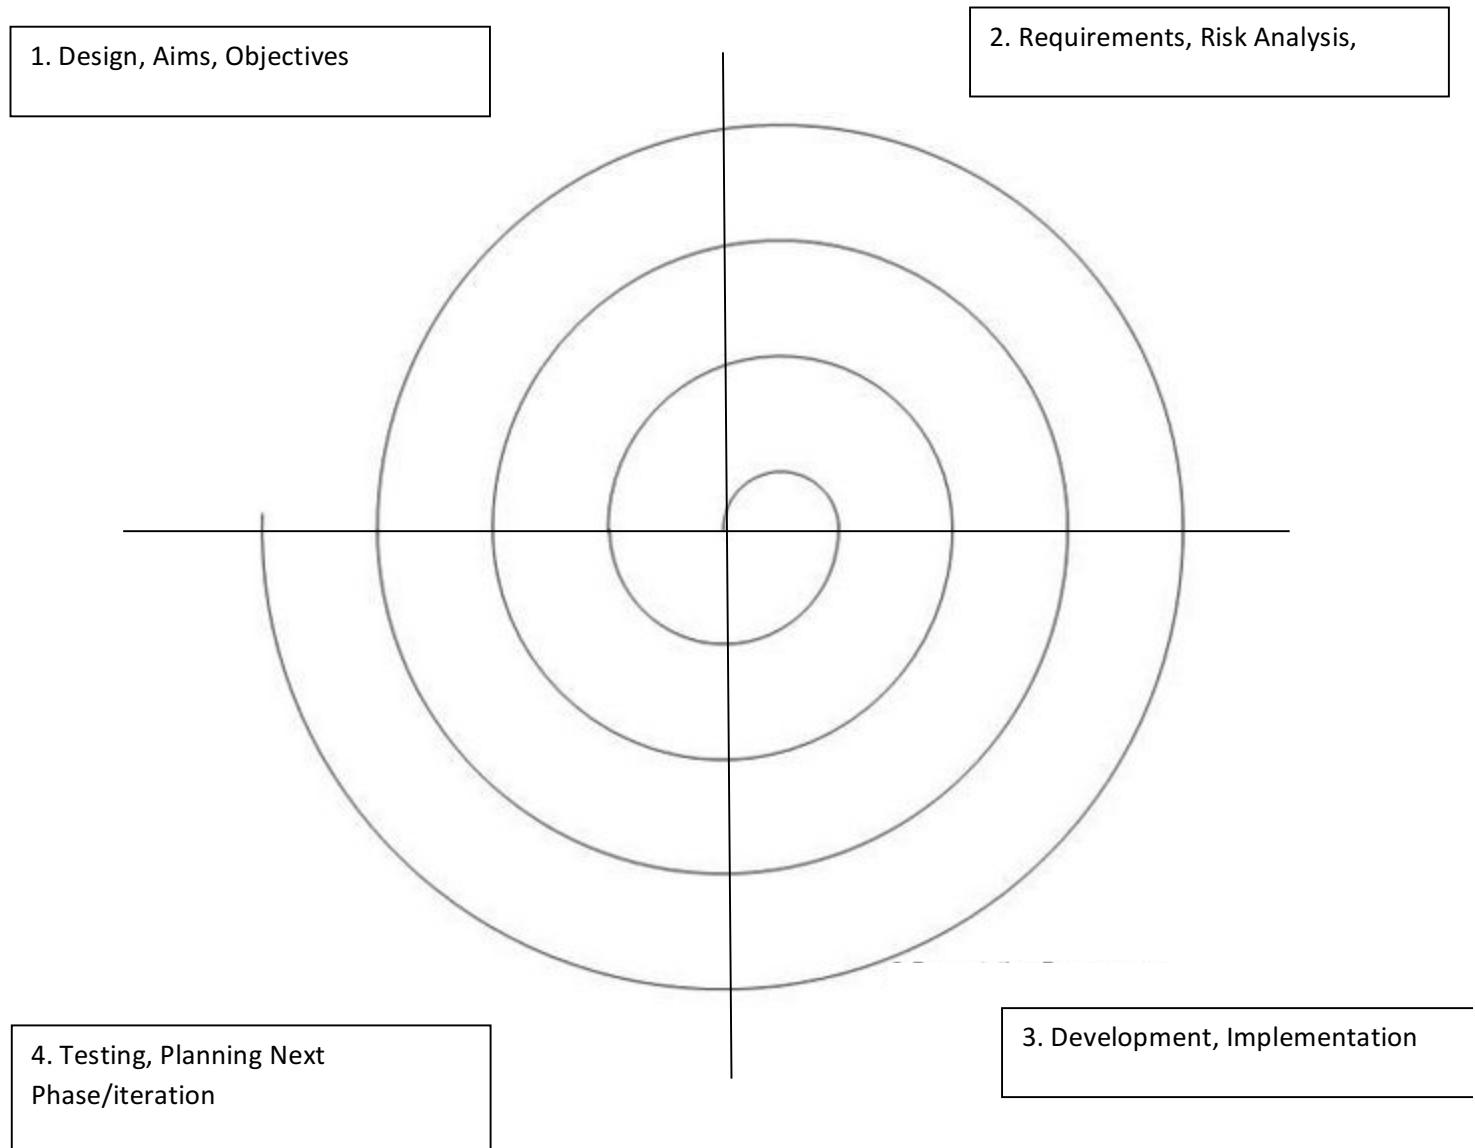 1. Design, Aims, Objectives
2. Requirements, Risk Analysis,
3. Development, Implementation
4. Testing, Planning Next
Phase/iteration